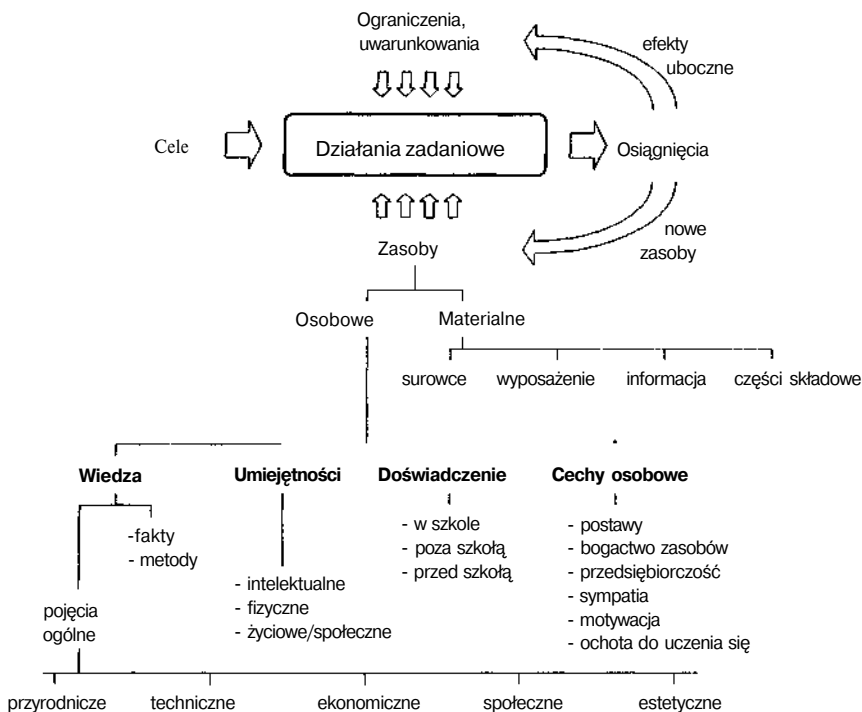 Ograniczenia,
uwarunkowania
efekty
uboczne
Cele
Działania zadaniowe
Osiągnięcia
nowe
zasoby
Zasoby
Osobowe
Materialne
surowce
wyposażenie
informacja
części składowe
Wiedza
Umiejętności
Doświadczenie
Cechy osobowe
-fakty
- metody
- intelektualne
- fizyczne
- życiowe/społeczne
- w szkole
- poza szkołą
- przed szkołą
- postawy
- bogactwo zasobów
- przedsiębiorczość
- sympatia
- motywacja
- ochota do uczenia się
pojęcia
ogólne
przyrodnicze
techniczne
ekonomiczne
społeczne
estetyczne